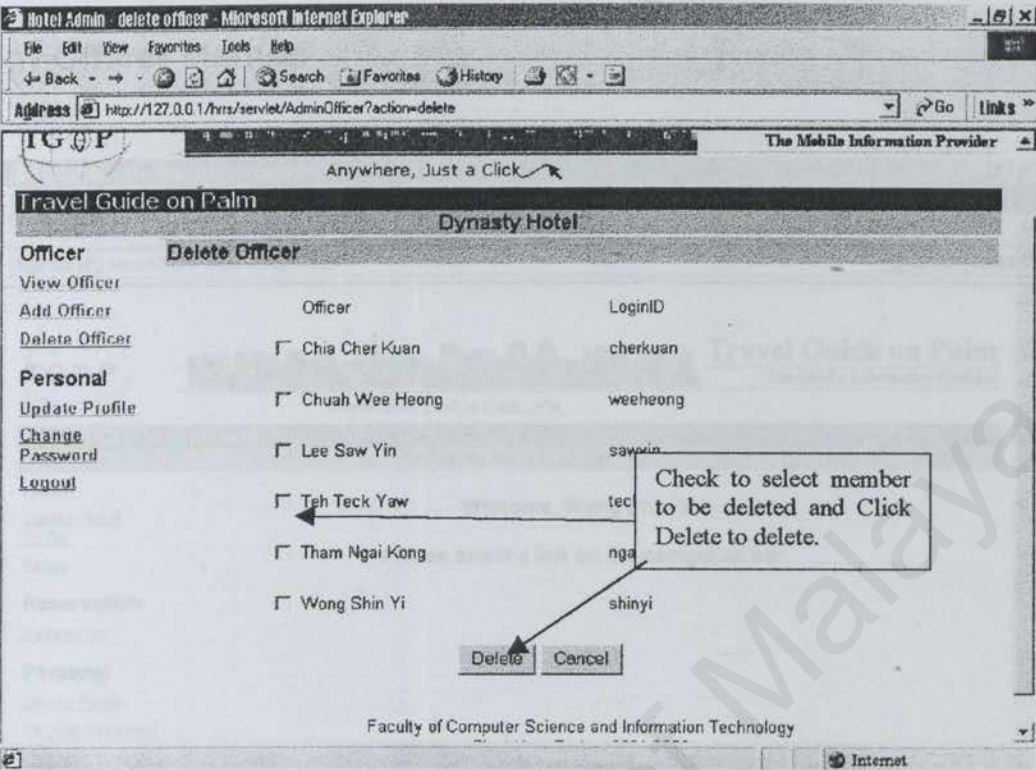 Hotel Admin - delete officer - Microsoft Internet Explorer
File Edit View Favorites Tools Help
Back Search Favorites History
Address http://127.0.0.1/hrrs/servlet/AdminOfficer?action=delete Go Links »
TG@P The Mobile Information Provider
Anywhere, Just a Click
Travel Guide on Palm
Dynasty Hotel
Officer Delete Officer
View Officer
Add Officer Officer LoginID
Delete Officer Chia Cher Kuan cherkuan
Personal
Update Profile Chuah Wee Heong weeheong
Change
Password Lee Saw Yin sawyin
Logout
Teh Teck Yaw tec
Tham Ngai Kong nga
Wong Shin Yi shinyi
Check to select member
to be deleted and Click
Delete to delete.
Delete Cancel
Faculty of Computer Science and Information Technology
Internet
Malaya